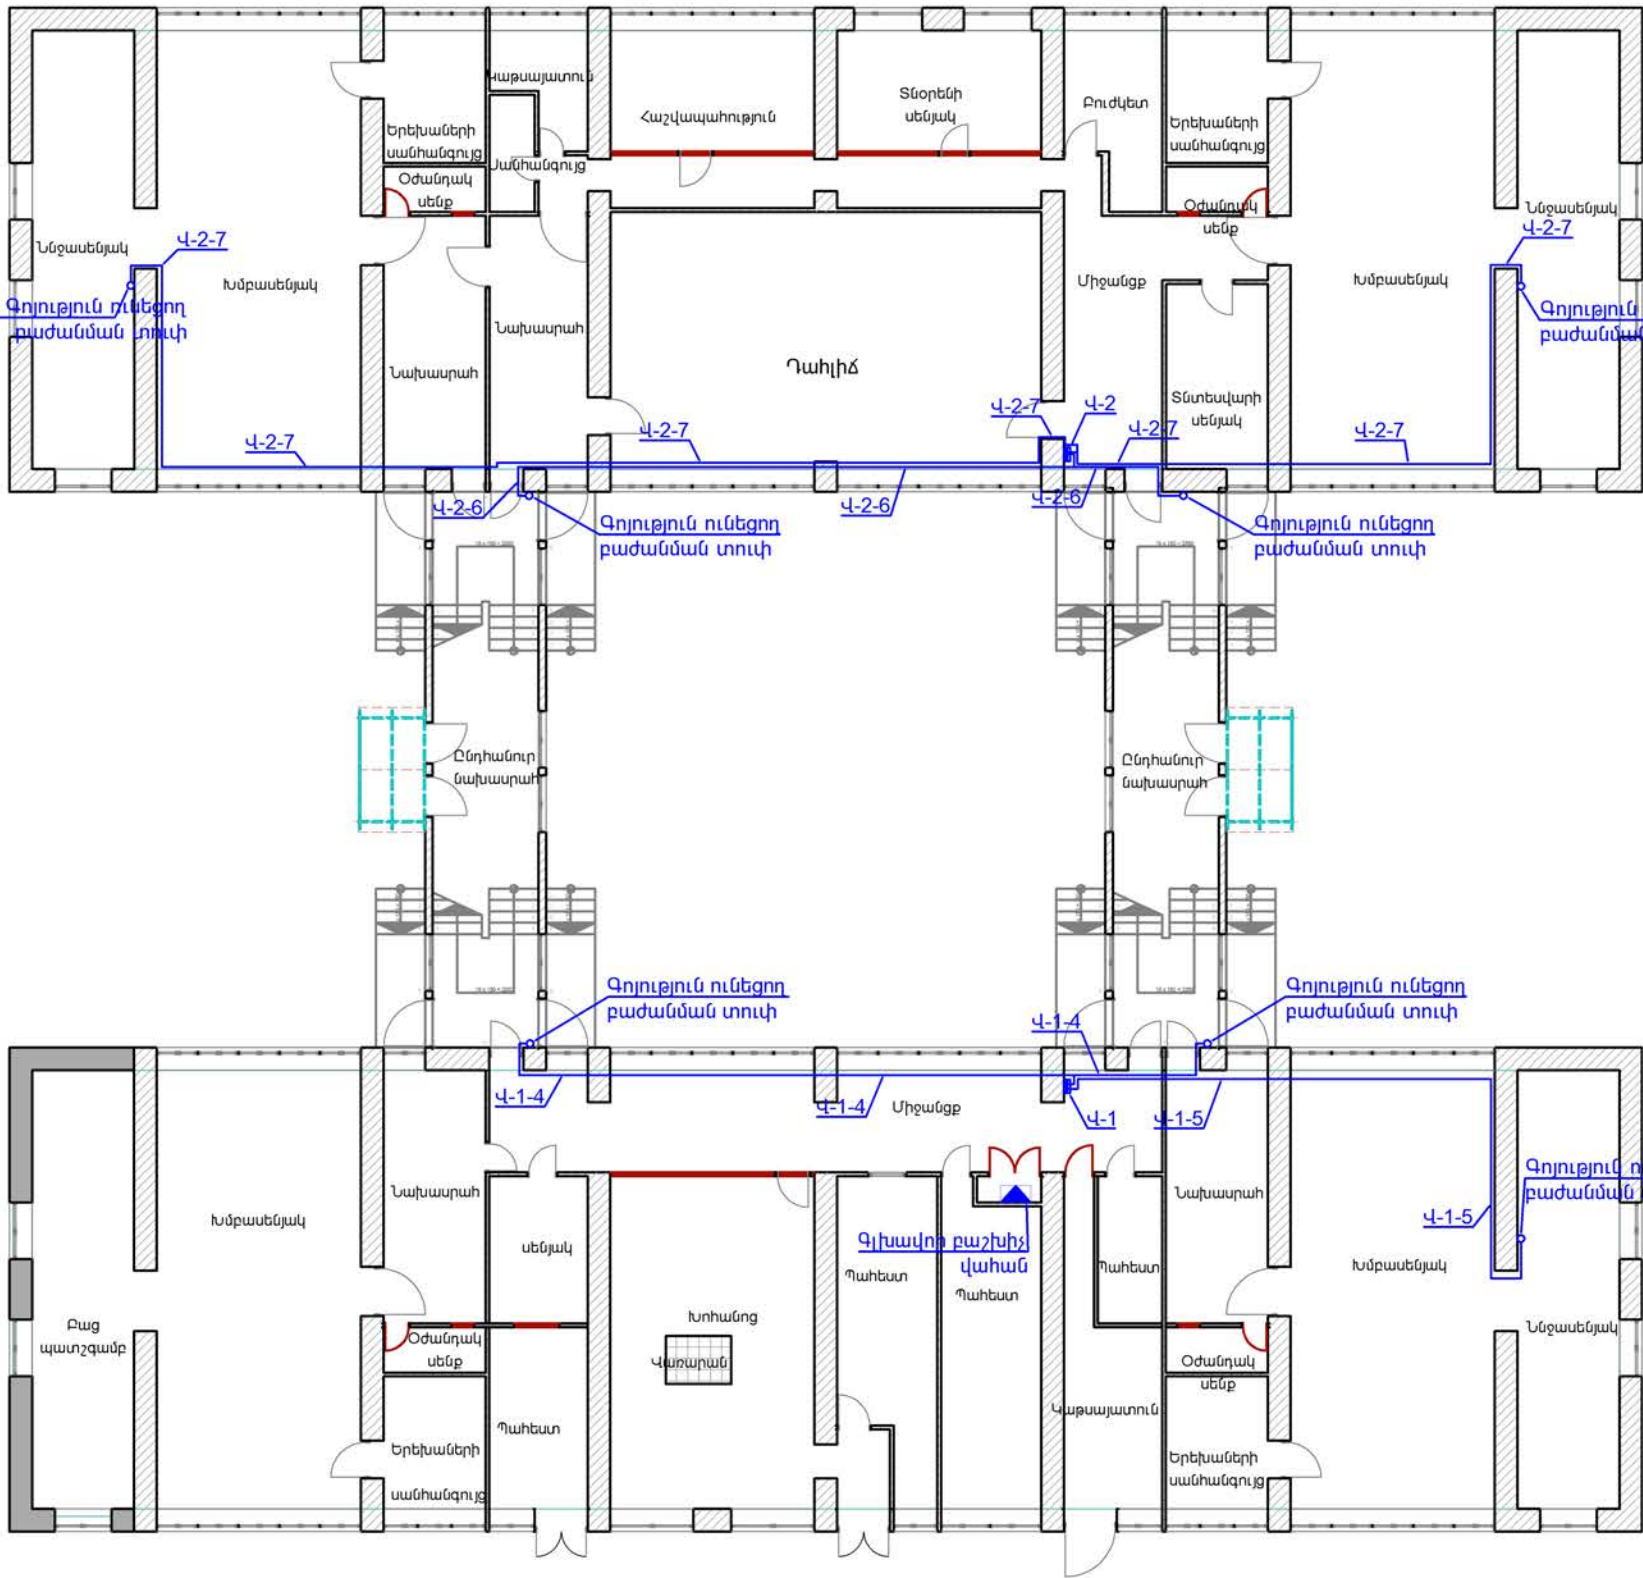 Կաթսայատուն
Հաշվապահություն
Տնօրենի
սենյակ
Բուժկետ
Երեխաների
սանհանգույց
Երեխաների
սանհանգույց
Սանհանգույց
Օժանդակ
սենք
Օժանդակ
սենք
Ննջասենյակ
Վ-2-7
Խմբասենյակ
Գոյություն ունեցող
բաժանման տուփ
Նախասրահ
Նախասրահ
Դահլիճ
Միջանցք
Խմբասենյակ
Ննջասենյակ
Վ-2-7
Գոյություն
բաժանման
Տնտեսվարի
սենյակ
Վ-2-7
Վ-2-7
Վ-2-7
Վ-2
Վ-2-7
Վ-2-7
Վ-2-6
Վ-2-6
Վ-2-6
Գոյություն ունեցող
բաժանման տուփ
Գոյություն ունեցող
բաժանման տուփ
Ընդհանուր
նախասրահ
Ընդհանուր
նախասրահ
Գոյություն ունեցող
բաժանման տուփ
Գոյություն ունեցող
բաժանման տուփ
Վ-1-4
Վ-1-4
Վ-1-4
Միջանցք
Վ-1
Վ-1-5
Նախասրահ
Խմբասենյակ
սենյակ
Գլխավոր բաշխիչ
վահան
Նախասրահ
Վ-1-5
Գոյություն ո
բաժանման
Պահեստ
Պահեստ
Պահեստ
Խմբասենյակ
Բաց
պատշգամբ
Խոհանոց
Վառարան
Օժանդակ
սենք
Օժանդակ
սենք
Ննջասենյակ
Պահեստ
Կաթսայատուն
Երեխաների
սանհանգույց
Երեխաների
սանհանգույց